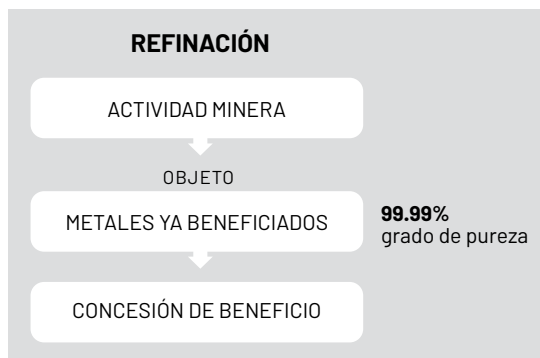 REFINACIÓN
ACTIVIDAD MINERA
OBJETO
METALES YA BENEFICIADOS
99.99%
grado de pureza
CONCESIÓN DE BENEFICIO